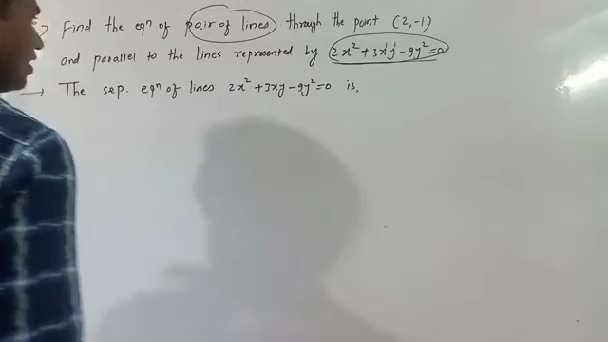 Find the eqⁿ of pair of lines through the point (2,-1)
and parallel to the lines represented by 2x²+3xy-9y²=0
→ The sep. eqⁿ of lines 2x²+3xy-9y²=0 is,